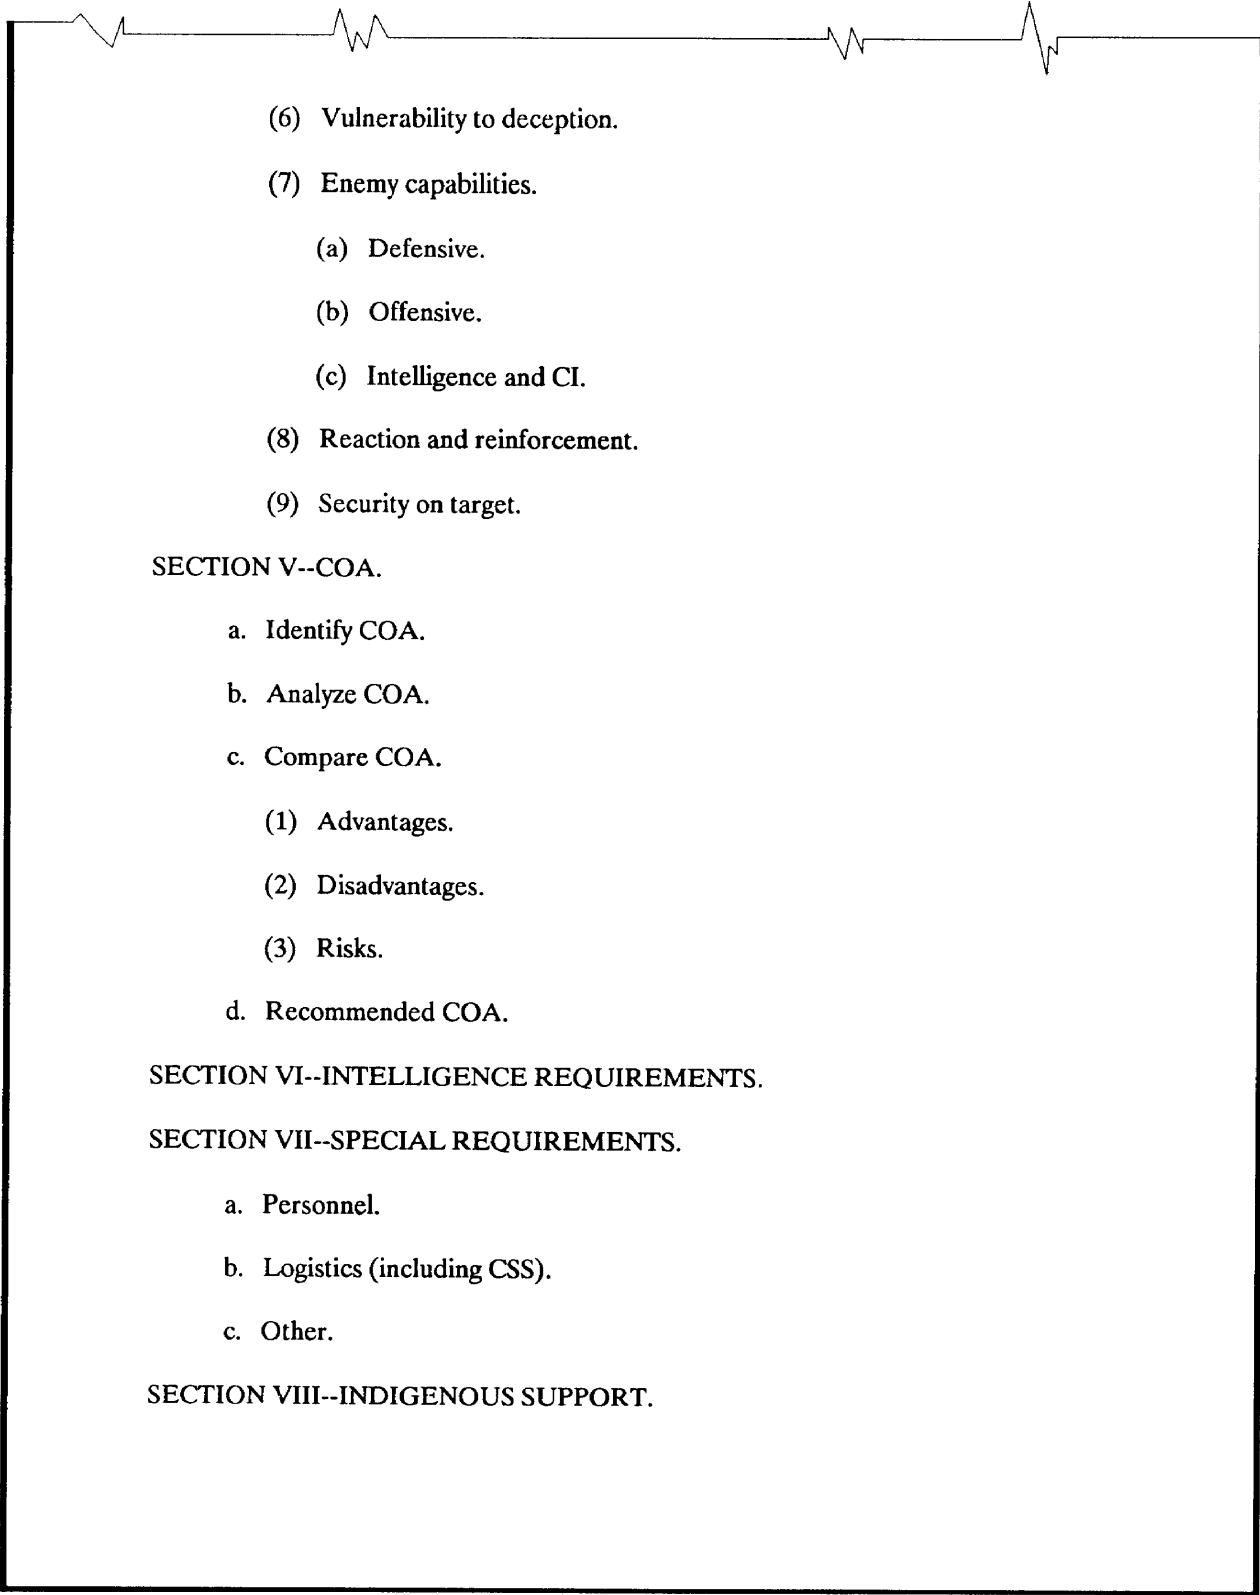 (6) Vulnerability to deception.
(7) Enemy capabilities.
(a) Defensive.
(b) Offensive.
(c) Intelligence and CI.
(8) Reaction and reinforcement.
(9) Security on target.
SECTION V--COA.
a. Identify COA.
b. Analyze COA.
c. Compare COA.
(1) Advantages.
(2) Disadvantages.
(3) Risks.
d. Recommended COA.
SECTION VI--INTELLIGENCE REQUIREMENTS.
SECTION VII--SPECIAL REQUIREMENTS.
a. Personnel.
b. Logistics (including CSS).
c. Other.
SECTION VIII--INDIGENOUS SUPPORT.